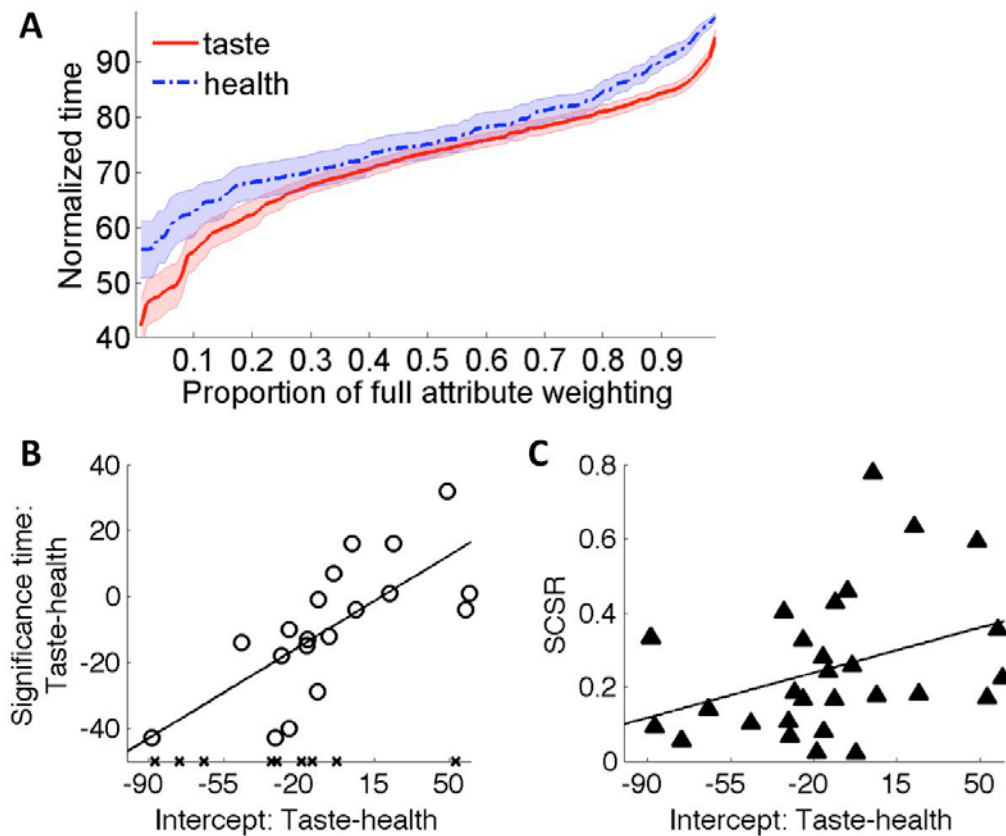 A
taste
health
Normalized time
90
80
70
60
50
40
0.1 0.2 0.3 0.4 0.5 0.6 0.7 0.8 0.9
Proportion of full attribute weighting
B
Significance time:
Taste-health
40
20
0
-20
-40
-90 -55 -20 15 50
Intercept: Taste-health
C
SCSR
0.8
0.6
0.4
0.2
0
-90 -55 -20 15 50
Intercept: Taste-health